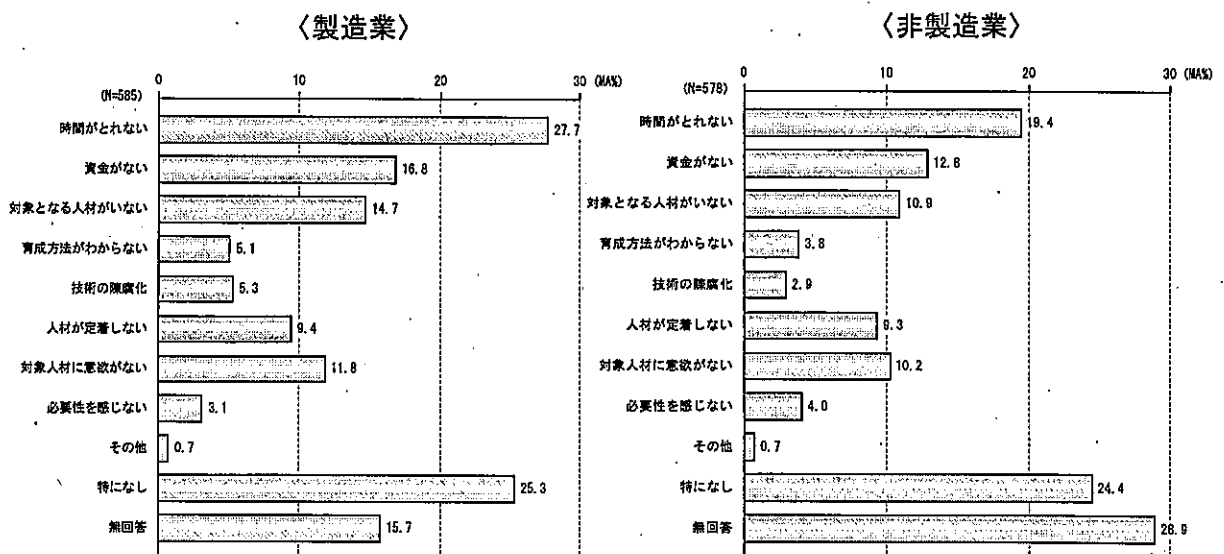 〈製造業〉
0 10 20 30 (MA%)
(N=585)
時間がとれない 27.7
資金がない 16.8
対象となる人材がいない 14.7
育成方法がわからない 5.1
技術の陳腐化 5.3
人材が定着しない 9.4
対象人材に意欲がない 11.8
必要性を感じない 3.1
その他 0.7
特になし 25.3
無回答 15.7
〈非製造業〉
0 10 20 30 (MA%)
(N=578)
時間がとれない 19.4
資金がない 12.8
対象となる人材がいない 10.9
育成方法がわからない 3.8
技術の陳腐化 2.9
人材が定着しない 9.3
対象人材に意欲がない 10.2
必要性を感じない 4.0
その他 0.7
特になし 24.4
無回答 28.9